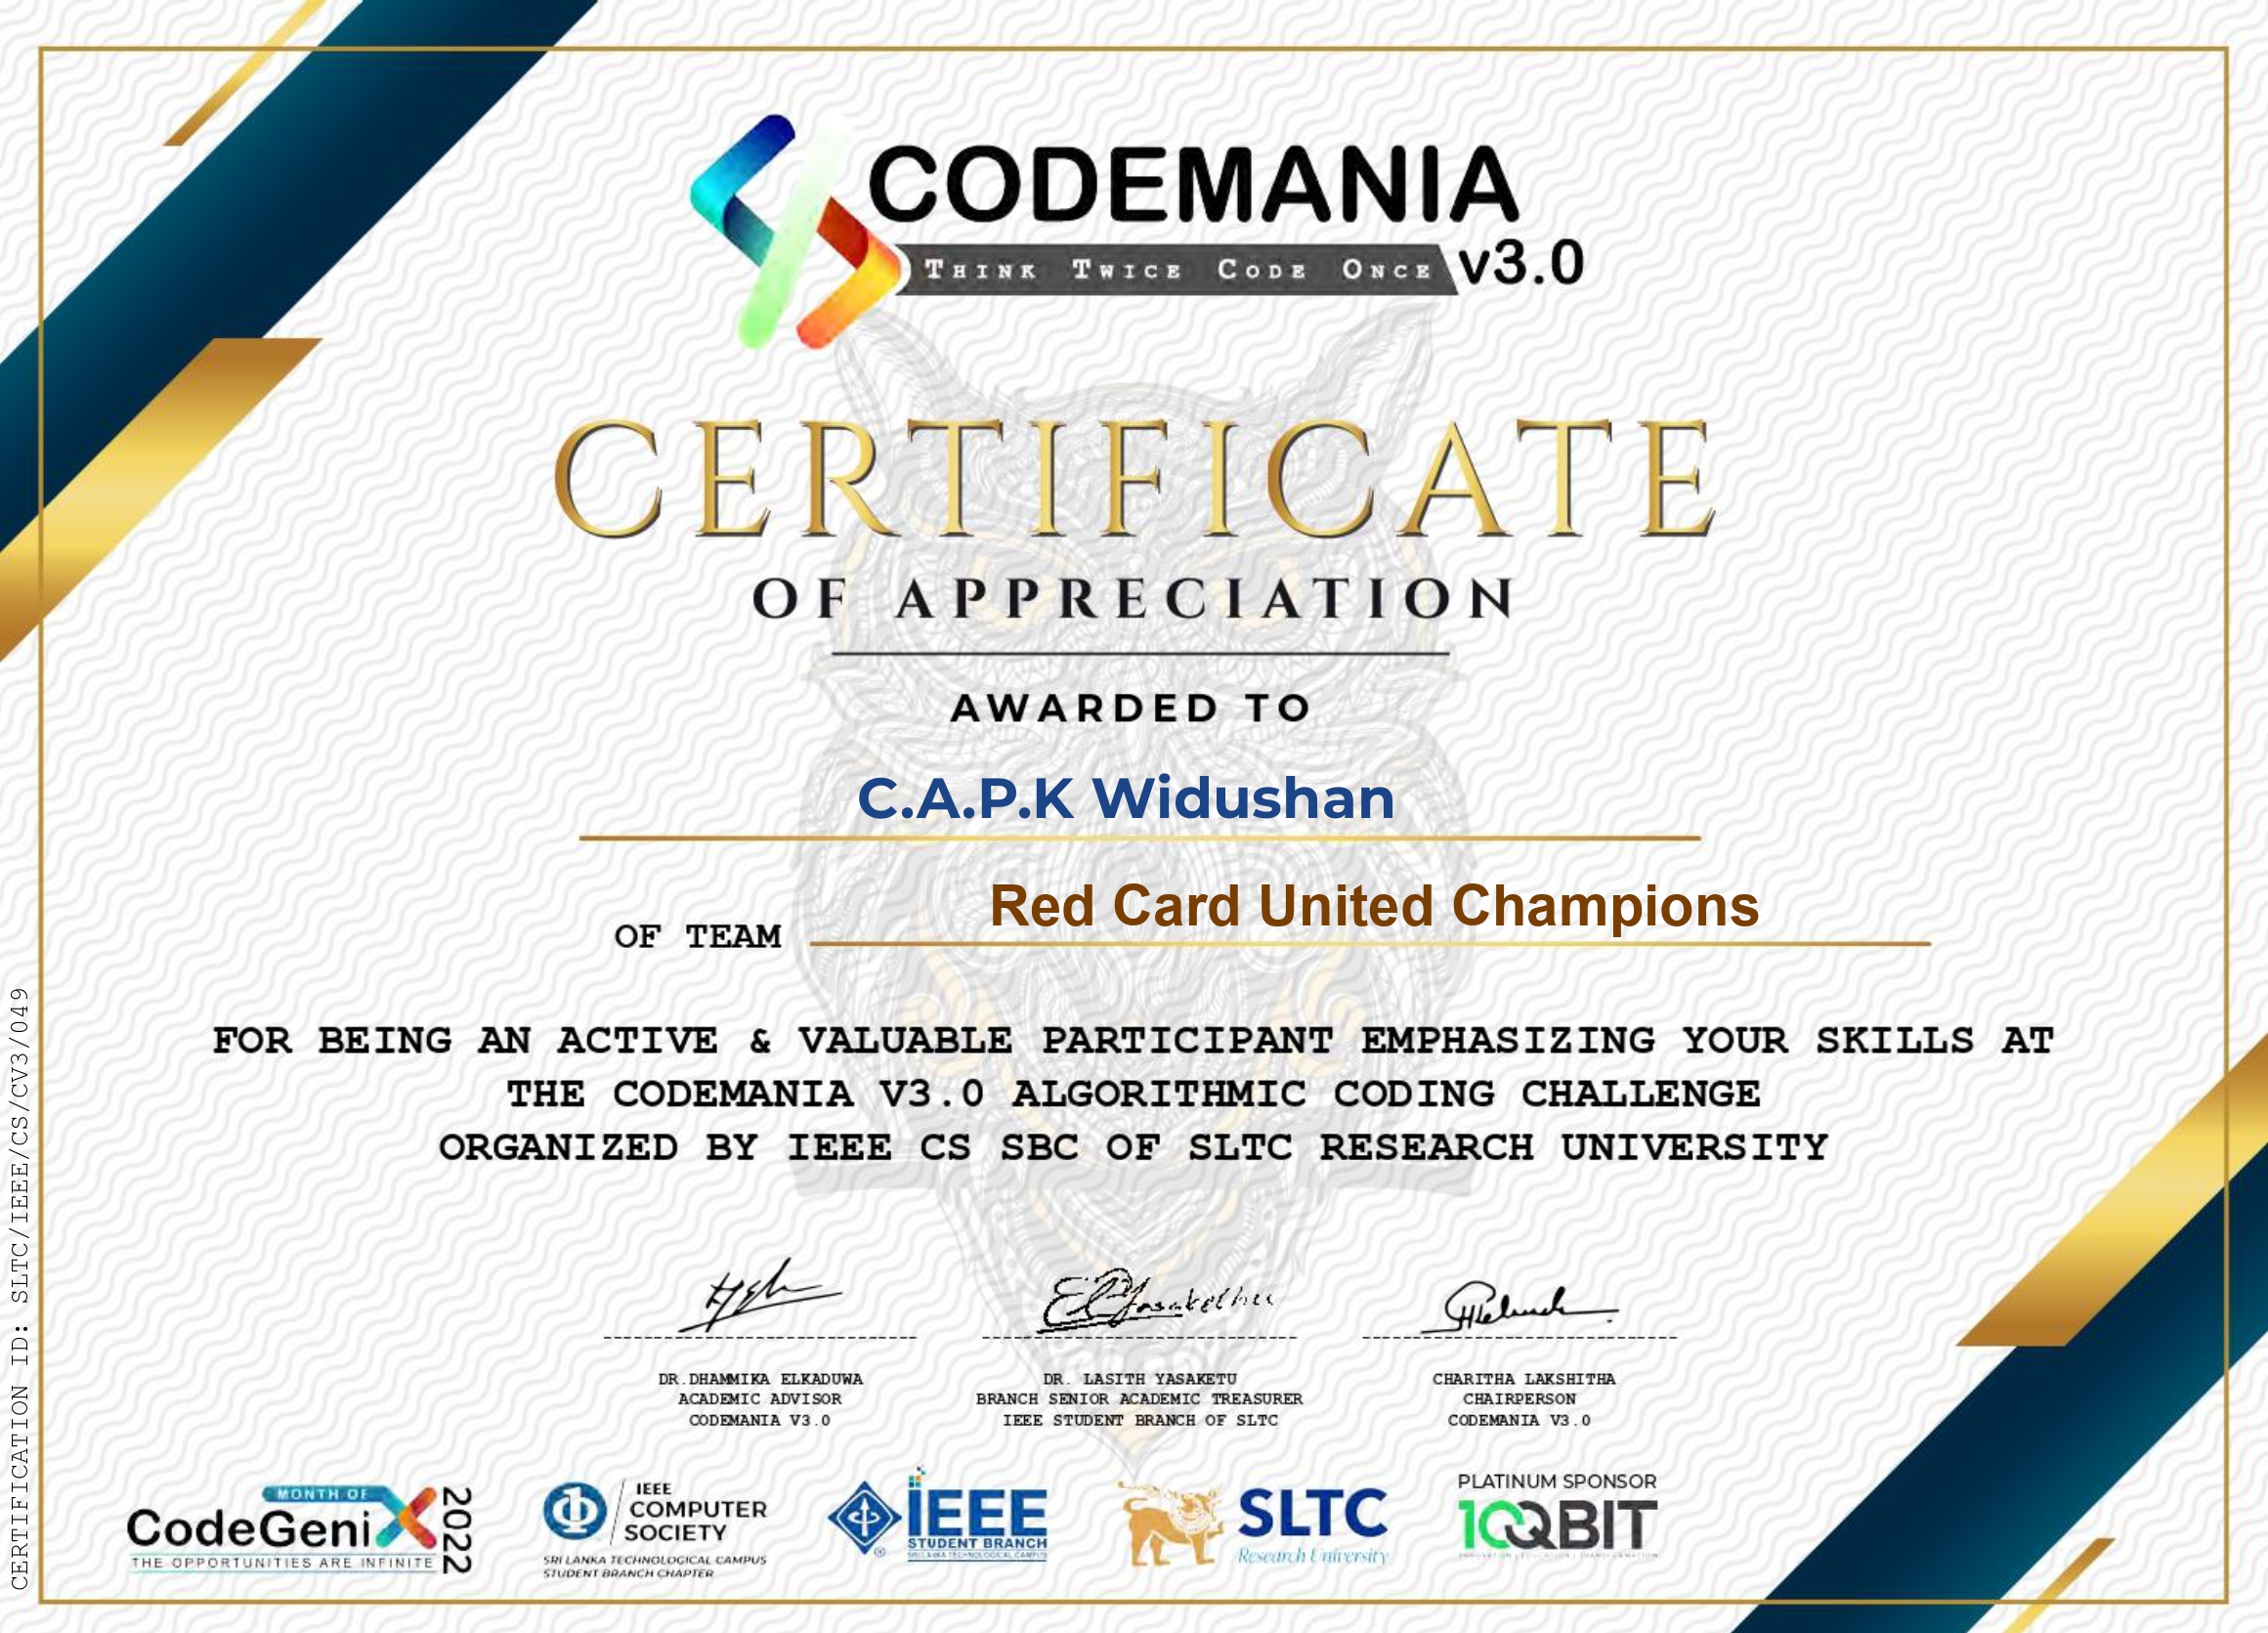 CODEMANIA
THINK TWICE CODE ONCE v3.0
CERTIFICATE
OF APPRECIATION
AWARDED TO
C.A.P.K Widushan
Red Card United Champions
OF TEAM
FOR BEING AN ACTIVE & VALUABLE PARTICIPANT EMPHASIZING YOUR SKILLS AT
THE CODEMANIA V3.0 ALGORITHMIC CODING CHALLENGE
ORGANIZED BY IEEE CS SBC OF SLTC RESEARCH UNIVERSITY
DR.DHAMMIKA ELKADUWA
ACADEMIC ADVISOR
CODEMANIA V3.0
DR. LASITH YASAKETU
BRANCH SENIOR ACADEMIC TREASURER
IEEE STUDENT BRANCH OF SLTC
CHARITHA LAKSHITHA
CHAIRPERSON
CODEMANIA V3.0
MONTH OF
CodeGeniX
THE OPPORTUNITIES ARE INFINITE
2022
IEEE
COMPUTER
SOCIETY
SRI LANKA TECHNOLOGICAL CAMPUS
STUDENT BRANCH CHAPTER
IEEE
STUDENT BRANCH
SRI LANKA TECHNOLOGICAL CAMPUS
SLTC
Research University
PLATINUM SPONSOR
1QBIT
CERTIFICATION ID: SLTC/IEEE/CS/CV3/049